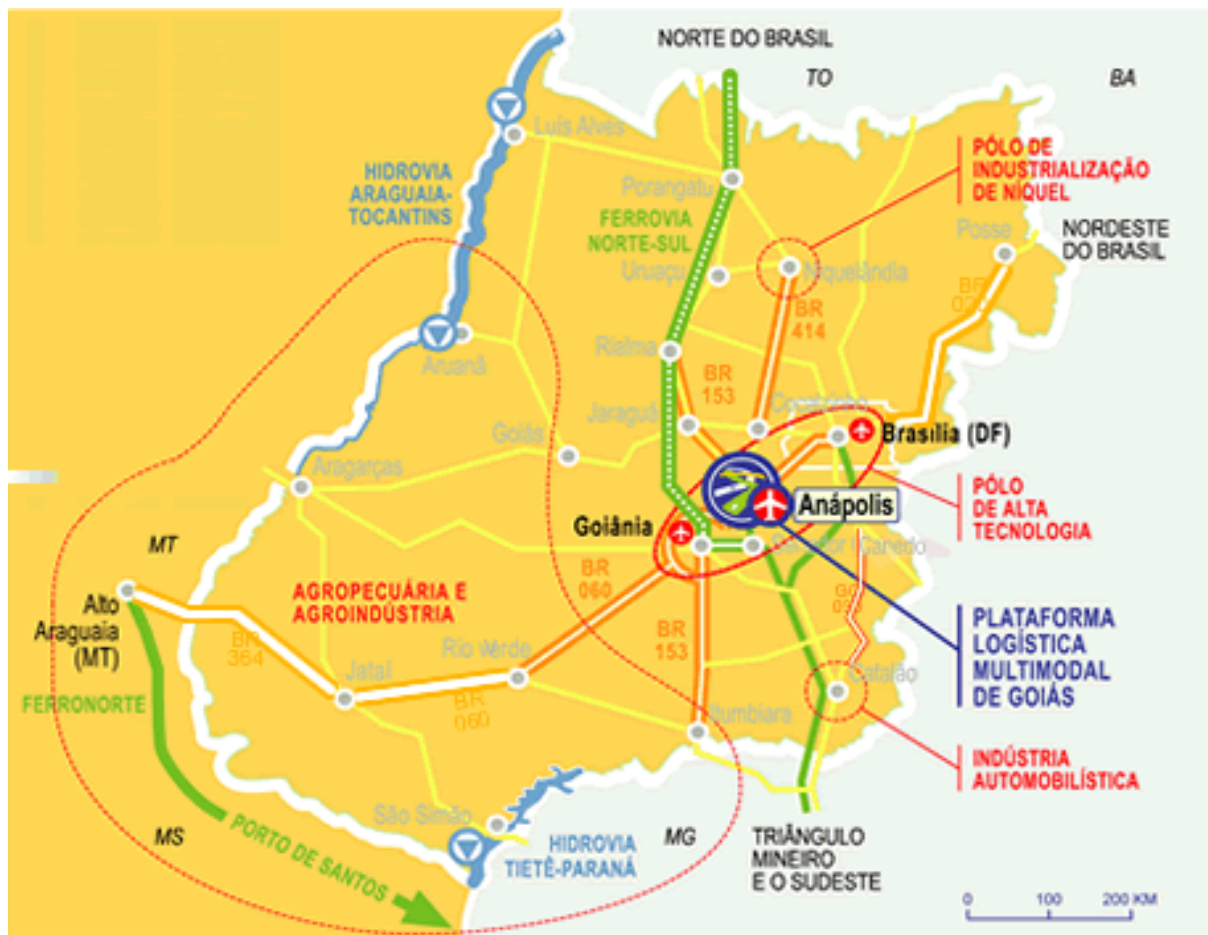 NORTE DO BRASIL
TO
BA
Luís Alves
PÓLO DE
INDUSTRIALIZAÇÃO
DE NÍQUEL
HIDROVIA
ARAGUAIA-
TOCANTINS
Porangatu
FERROVIA
NORTE-SUL
Posse
NORDESTE
DO BRASIL
Uruaçu
Niquelândia
BR
BR
414
Rialma
Aruanã
BR
153
Jaraguá
Goiás
Brasília (DF)
Aragarças
PÓLO
DE ALTA
TECNOLOGIA
Anápolis
Goiânia
Canedo
MT
BR
060
AGROPECUÁRIA E
AGROINDÚSTRIA
Alto
Araguaia
(MT)
BR
364
Rio Verde
BR
153
PLATAFORMA
LOGÍSTICA
MULTIMODAL
DE GOIÁS
Jataí
Catalão
FERRONORTE
BR
060
Itumbiara
INDÚSTRIA
AUTOMOBILÍSTICA
São Simão
PORTO DE SANTOS
MS
HIDROVIA
TIETÊ-PARANÁ
MG
TRIÂNGULO
MINEIRO
E O SUDESTE
0 100 200 KM